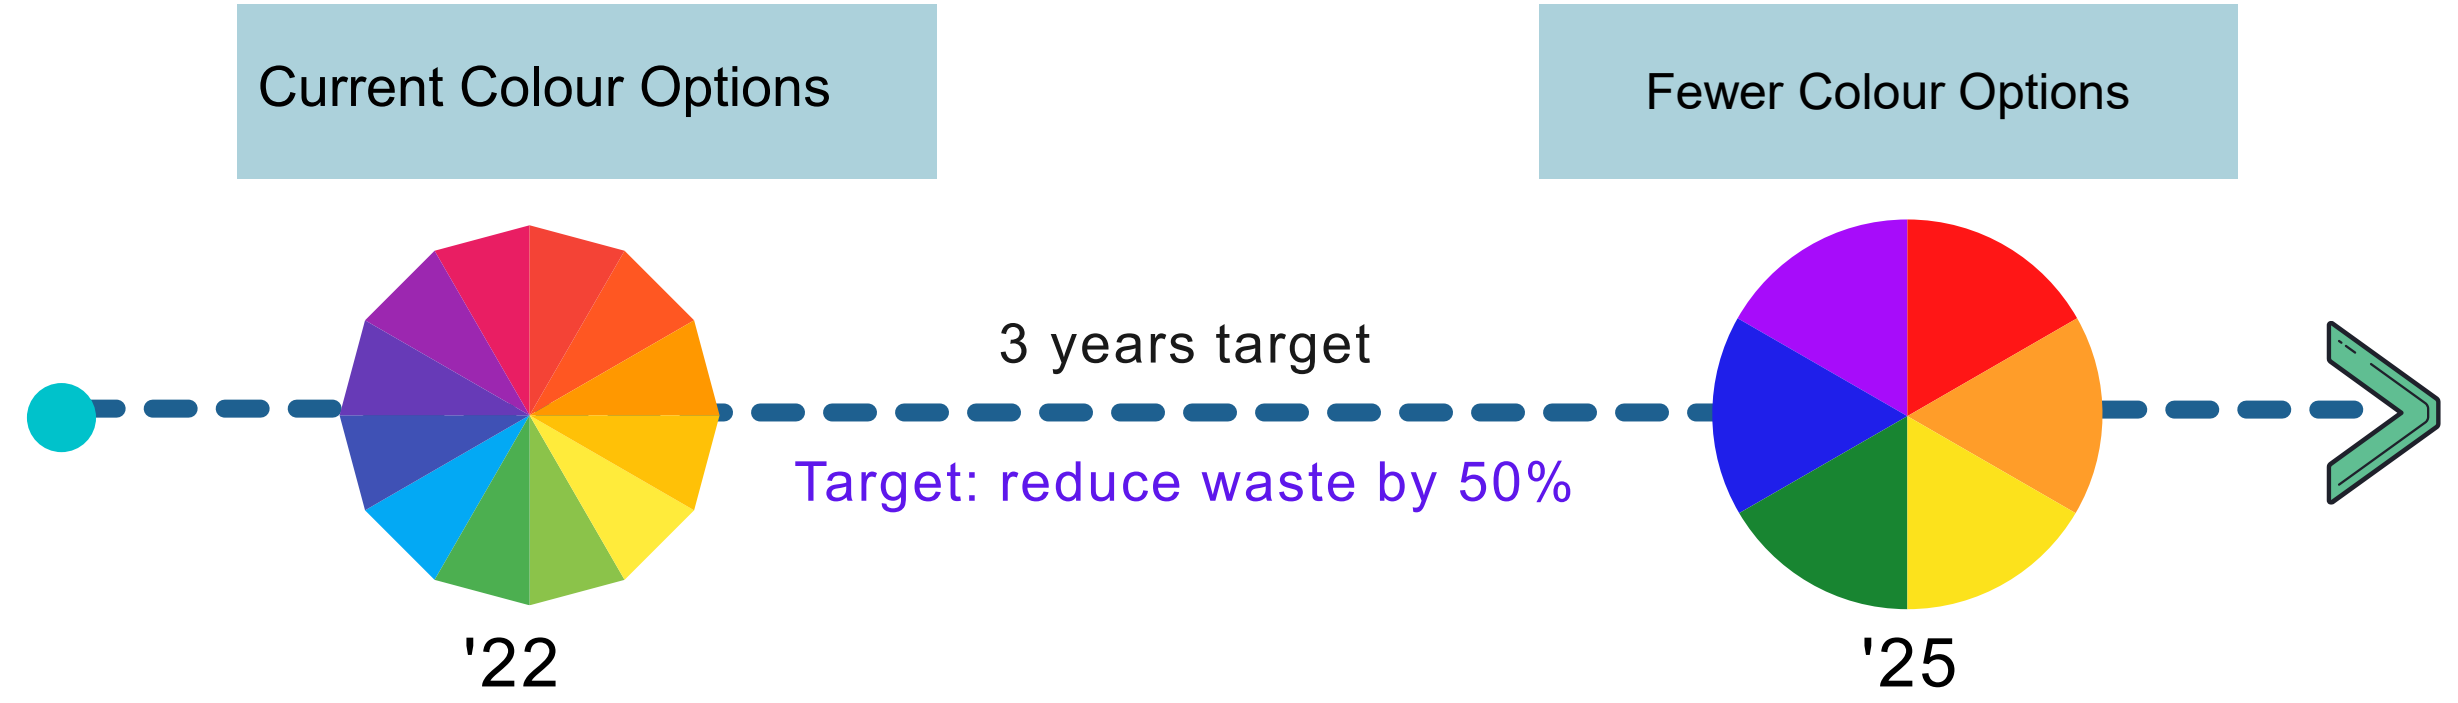 Current Colour Options
Fewer Colour Options
3 years target
Target: reduce waste by 50%
'22
'25